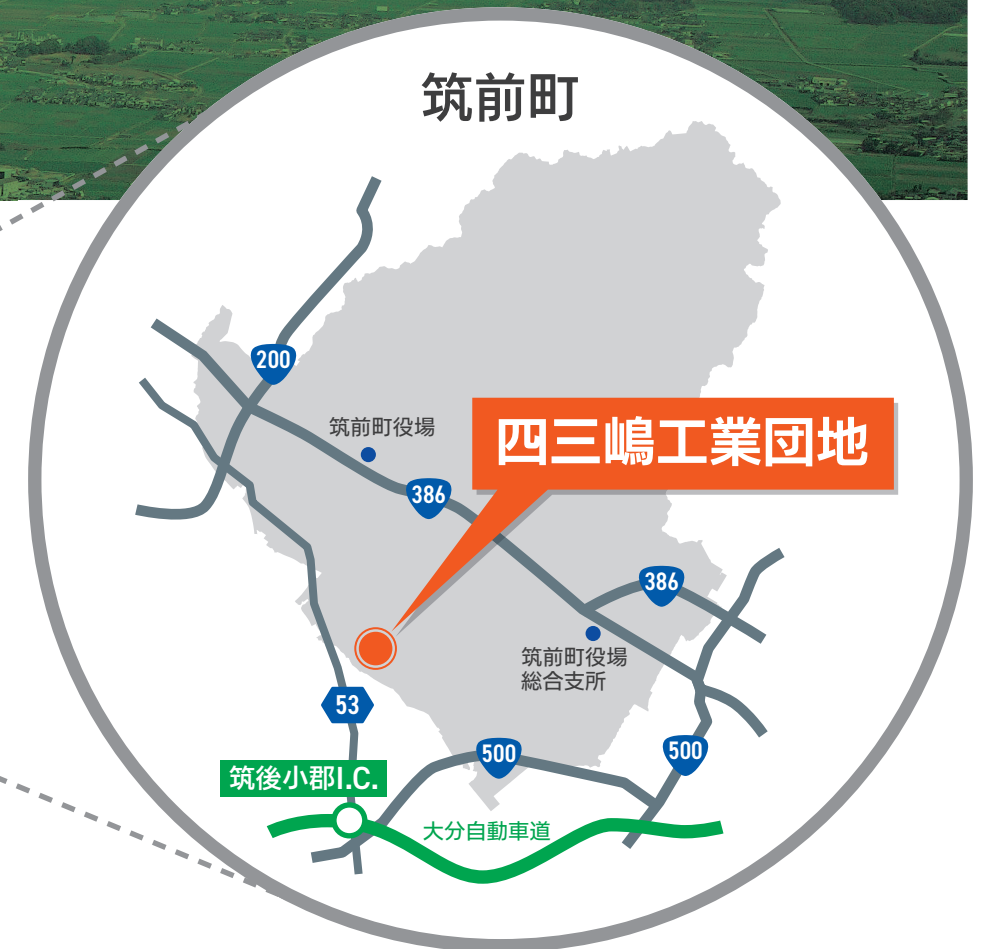 筑前町
200
筑前町役場
四三嶋工業団地
386
386
筑前町役場
総合支所
53
500
500
筑後小郡I.C.
大分自動車道